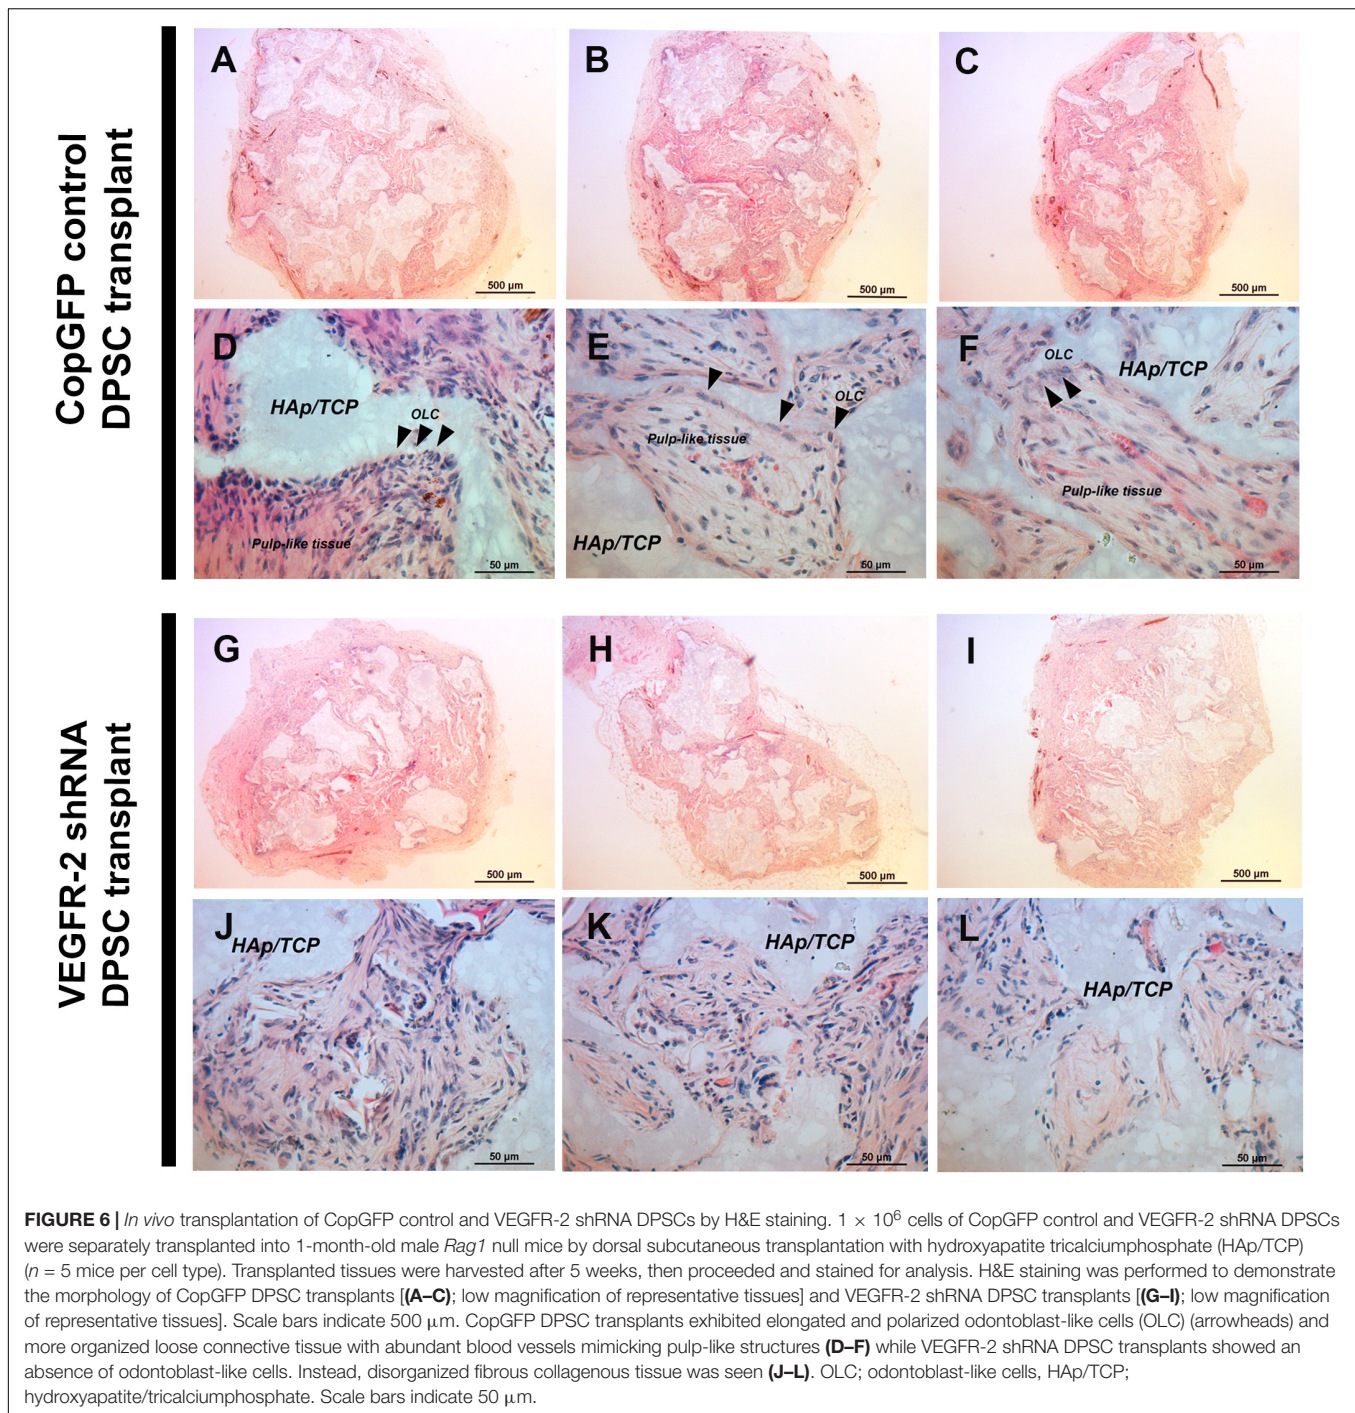 CopGFP control
DPSC transplant
A
500 µm
B
500 µm
C
500 µm
D
HAp/TCP
OLC
Pulp-like tissue
50 µm
E
OLC
Pulp-like tissue
HAp/TCP
50 µm
F
OLC
HAp/TCP
Pulp-like tissue
50 µm
VEGFR-2 shRNA
DPSC transplant
G
500 µm
H
500 µm
I
500 µm
J
HAp/TCP
50 µm
K
HAp/TCP
50 µm
L
HAp/TCP
50 µm
FIGURE 6 | In vivo transplantation of CopGFP control and VEGFR-2 shRNA DPSCs by H&E staining. 1 × 10⁶ cells of CopGFP control and VEGFR-2 shRNA DPSCs
were separately transplanted into 1-month-old male Rag1 null mice by dorsal subcutaneous transplantation with hydroxyapatite tricalciumphosphate (HAp/TCP)
(n = 5 mice per cell type). Transplanted tissues were harvested after 5 weeks, then proceeded and stained for analysis. H&E staining was performed to demonstrate
the morphology of CopGFP DPSC transplants [(A–C); low magnification of representative tissues] and VEGFR-2 shRNA DPSC transplants [(G–I); low magnification
of representative tissues]. Scale bars indicate 500 µm. CopGFP DPSC transplants exhibited elongated and polarized odontoblast-like cells (OLC) (arrowheads) and
more organized loose connective tissue with abundant blood vessels mimicking pulp-like structures (D–F) while VEGFR-2 shRNA DPSC transplants showed an
absence of odontoblast-like cells. Instead, disorganized fibrous collagenous tissue was seen (J–L). OLC; odontoblast-like cells, HAp/TCP;
hydroxyapatite/tricalciumphosphate. Scale bars indicate 50 µm.